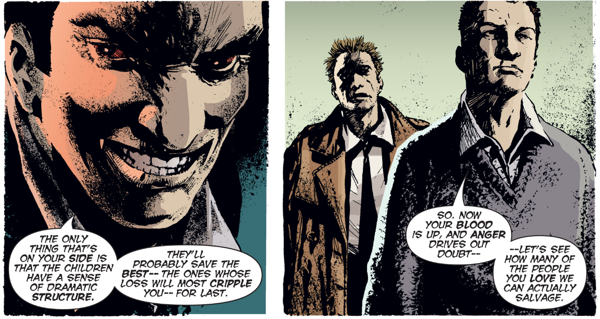 THE ONLY
THING THAT'S
ON YOUR SIDE IS
THAT THE CHILDREN
HAVE A SENSE
OF DRAMATIC
STRUCTURE.
THEY'LL
PROBABLY SAVE THE
BEST-- THE ONES WHOSE
LOSS WILL MOST CRIPPLE
YOU-- FOR LAST.
SO. NOW
YOUR BLOOD
IS UP, AND ANGER
DRIVES OUT
DOUBT--
--LET'S SEE
HOW MANY OF
THE PEOPLE
YOU LOVE WE
CAN ACTUALLY
SALVAGE.